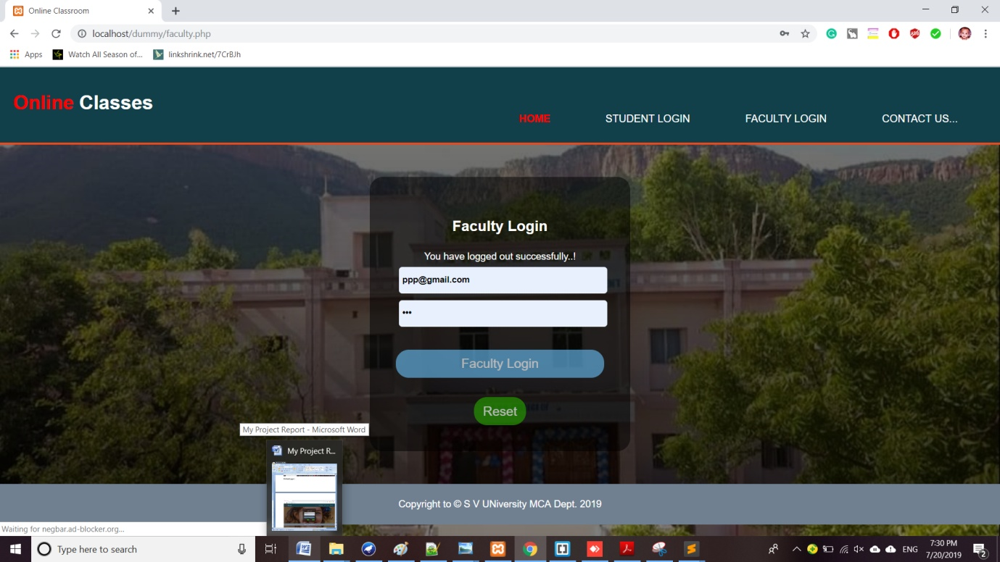 Online Classroom
localhost/dummy/faculty.php
Apps Watch All Season of... linkshrink.net/7CrBJh
Online Classes
HOME STUDENT LOGIN FACULTY LOGIN CONTACT US...
Faculty Login
You have logged out successfully..!
ppp@gmail.com
•••
Faculty Login
Reset
My Project Report - Microsoft Word
My Project R...
Copyright to © S V UNiversity MCA Dept. 2019
Waiting for negbar.ad-blocker.org...
Type here to search
ENG
7:30 PM
7/20/2019
2